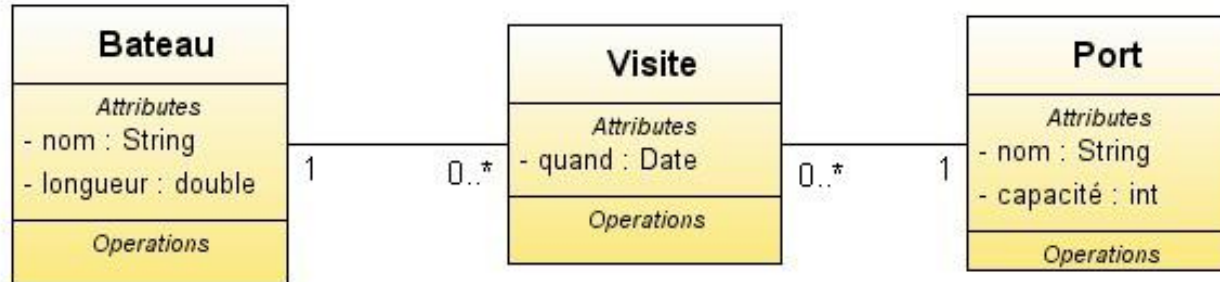 Bateau
Attributes
- nom : String
- longueur : double
Operations
1
0..*
Visite
Attributes
- quand : Date
Operations
0..*
1
Port
Attributes
- nom : String
- capacité : int
Operations